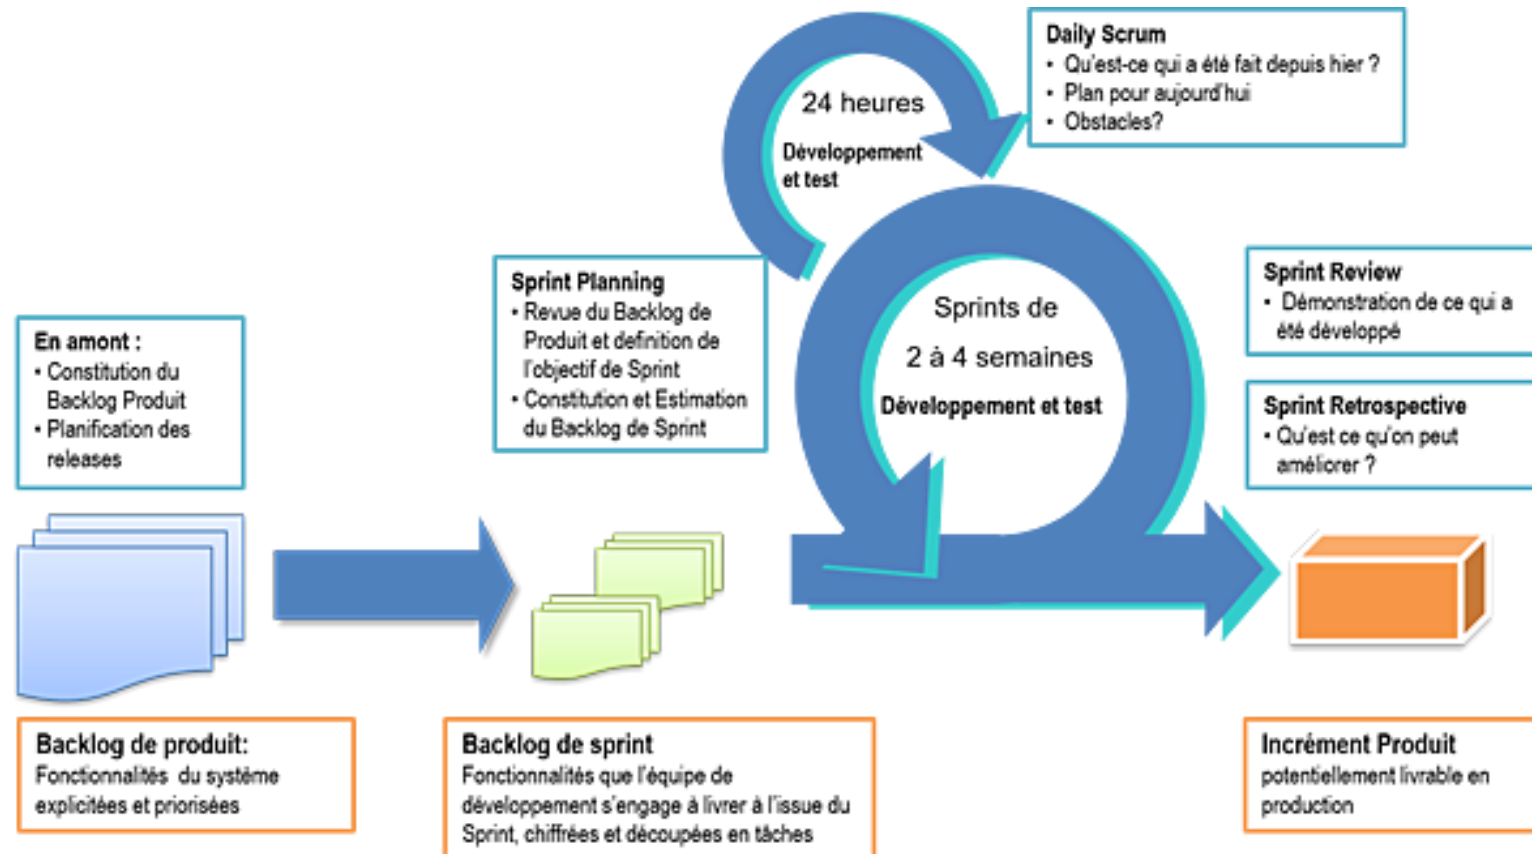 Daily Scrum
• Qu'est-ce qui a été fait depuis hier ?
• Plan pour aujourd'hui
• Obstacles?
24 heures
Développement
et test
Sprint Planning
• Revue du Backlog de
Produit et definition de
l'objectif de Sprint
• Constitution et Estimation
du Backlog de Sprint
Sprints de
2 à 4 semaines
Développement et test
Sprint Review
• Démonstration de ce qui a
été développé
En amont :
• Constitution du
Backlog Produit
• Planification des
releases
Sprint Retrospective
• Qu'est ce qu'on peut
améliorer ?
Backlog de produit:
Fonctionnalités du système
explicitées et priorisées
Backlog de sprint
Fonctionnalités que l'équipe de
développement s'engage à livrer à l'issue du
Sprint, chiffrées et découpées en tâches
Incrément Produit
potentiellement livrable en
production